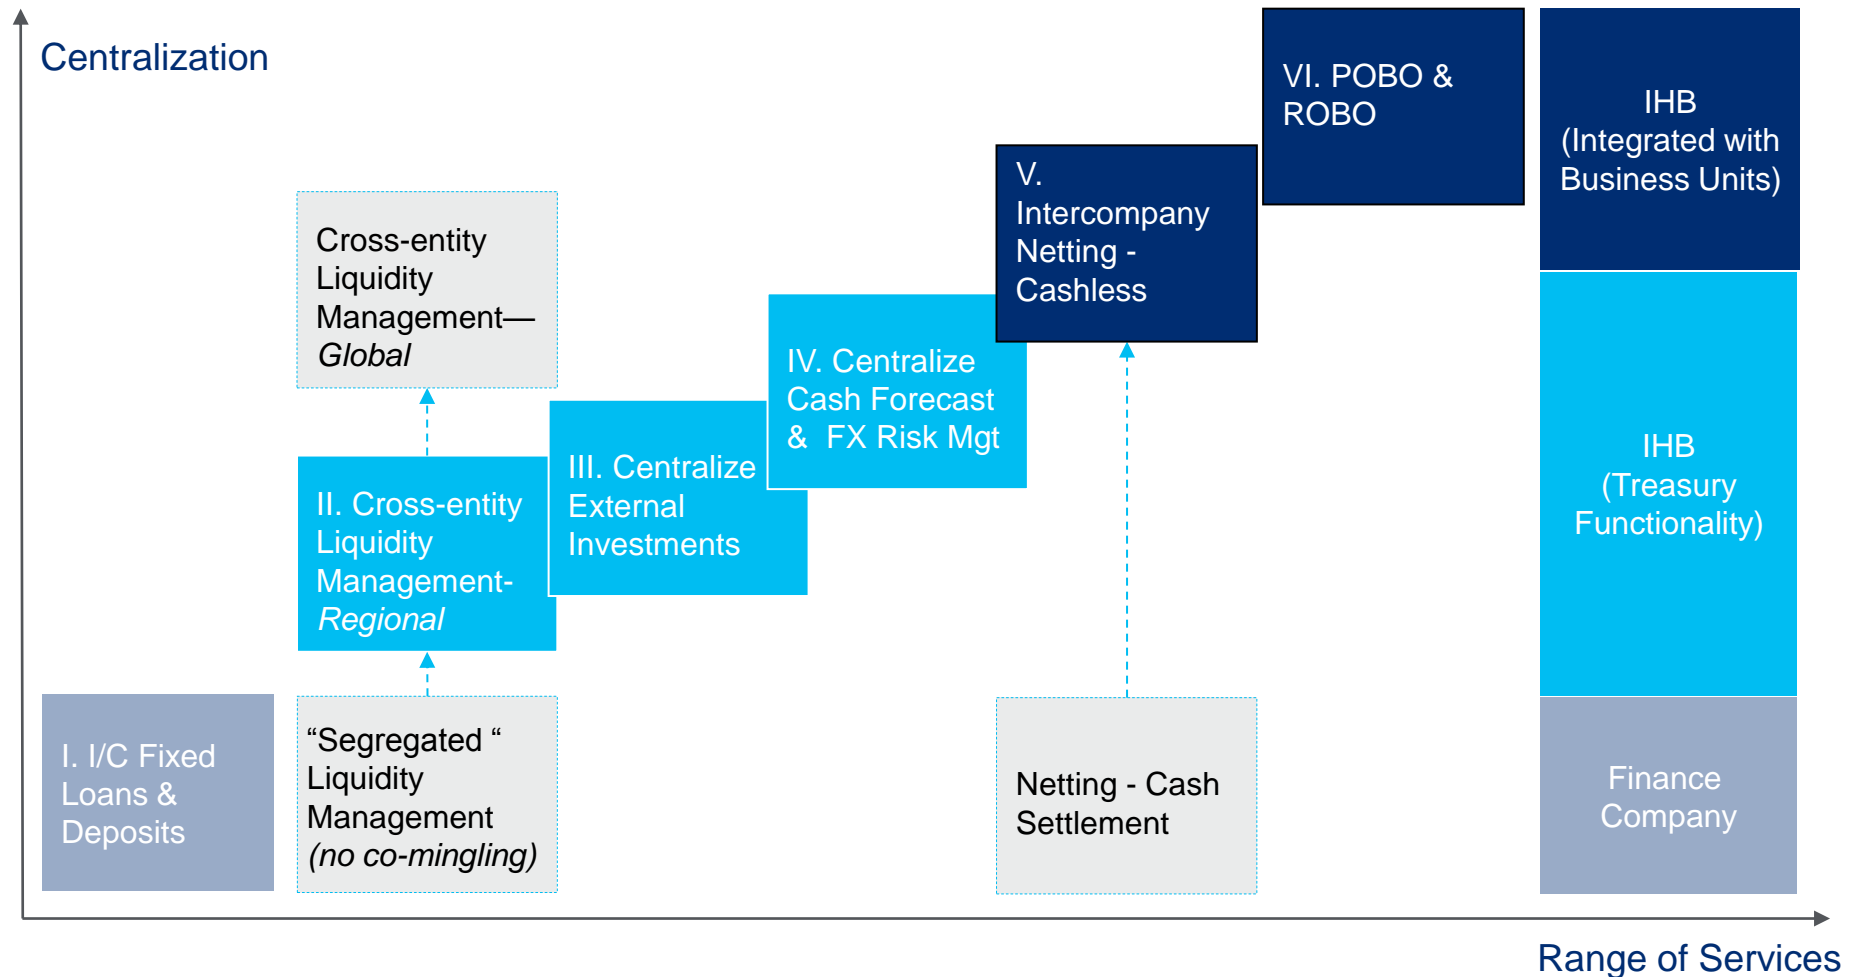 Centralization
VI. POBO &
ROBO
IHB
(Integrated with
Business Units)
V.
Intercompany
Netting -
Cashless
Cross-entity
Liquidity
Management—
Global
IV. Centralize
Cash Forecast
&  FX Risk Mgt
III. Centralize
External
Investments
II. Cross-entity
Liquidity
Management-
Regional
IHB
(Treasury
Functionality)
I. I/C Fixed
Loans &
Deposits
“Segregated “
Liquidity
Management
(no co-mingling)
Netting - Cash
Settlement
Finance
Company
Range of Services